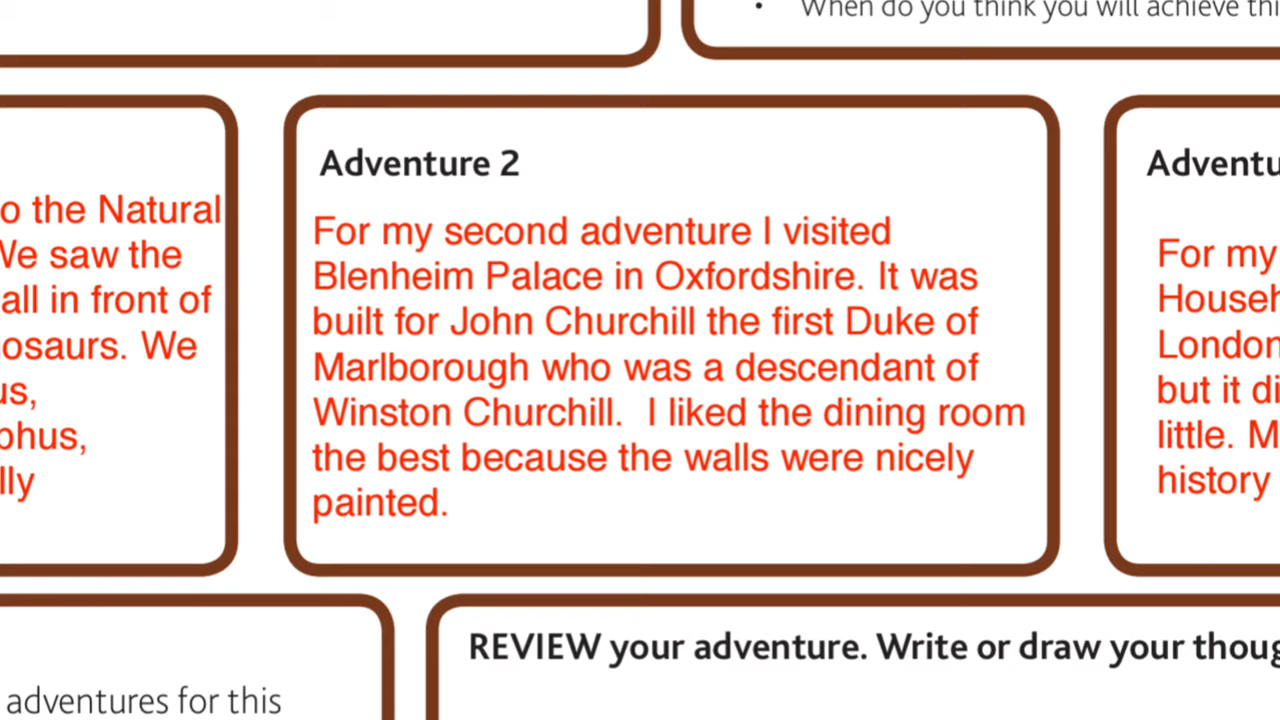 When do you think you will achieve
o the Natural
We saw the
all in front of
osaurs. We
us,
phus,
lly
Adventure 2
For my second adventure I visited
Blenheim Palace in Oxfordshire. It was
built for John Churchill the first Duke of
Marlborough who was a descendant of
Winston Churchill. I liked the dining room
the best because the walls were nicely
painted.
Adventu
For my
Househ
London
but it di
little. M
history
adventures for this
REVIEW your adventure. Write or draw your thoug